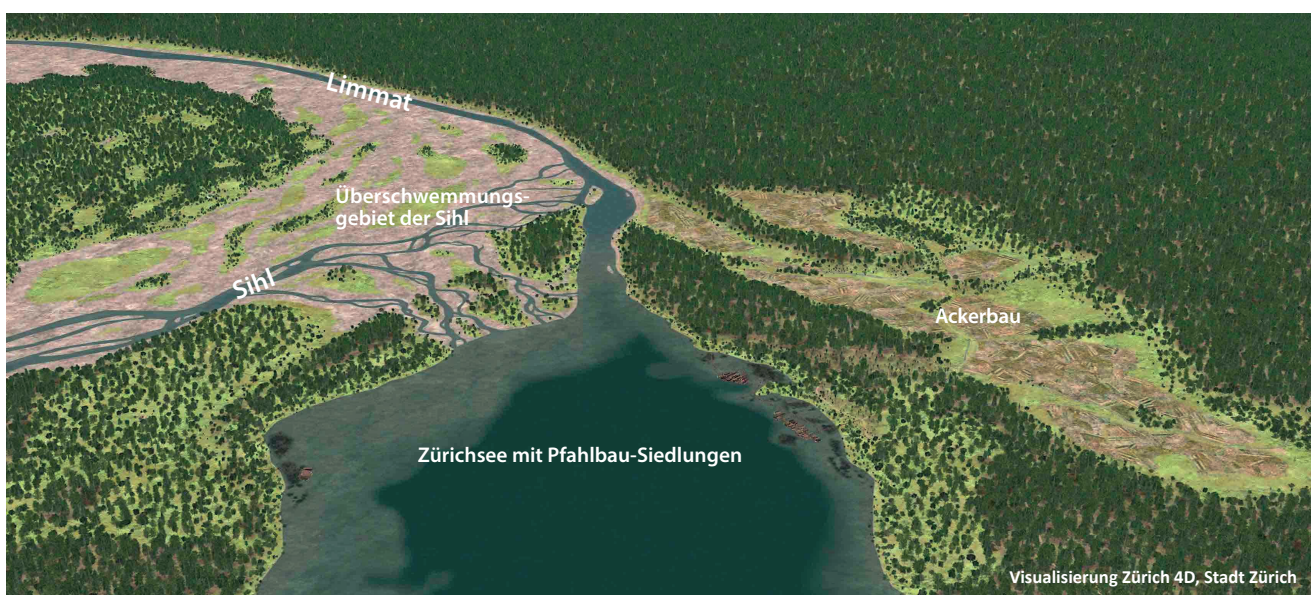 Limmat
Überschwemmungs-
gebiet der Sihl
Sihl
Ackerbau
Zürichsee mit Pfahlbau-Siedlungen
Visualisierung Zürich 4D, Stadt Zürich